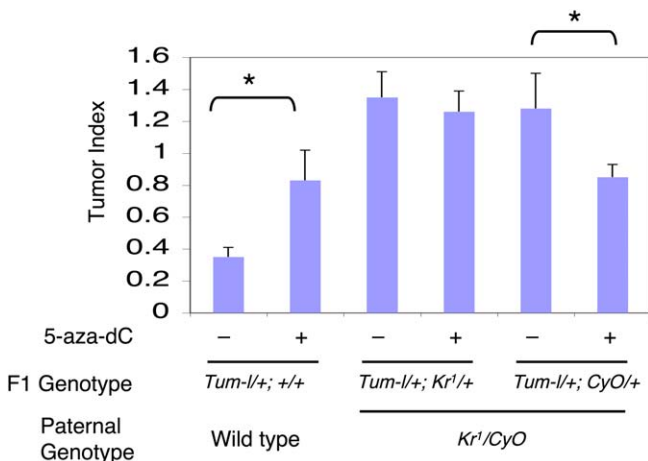 * *
Tumor Index
1.6
1.4
1.2
1
0.8
0.6
0.4
0.2
0
5-aza-dC – + – + – +
F1 Genotype Tum-l/+; +/+ Tum-l/+; Kr¹/+ Tum-l/+; CyO/+
Paternal
Genotype Wild type Kr¹/CyO